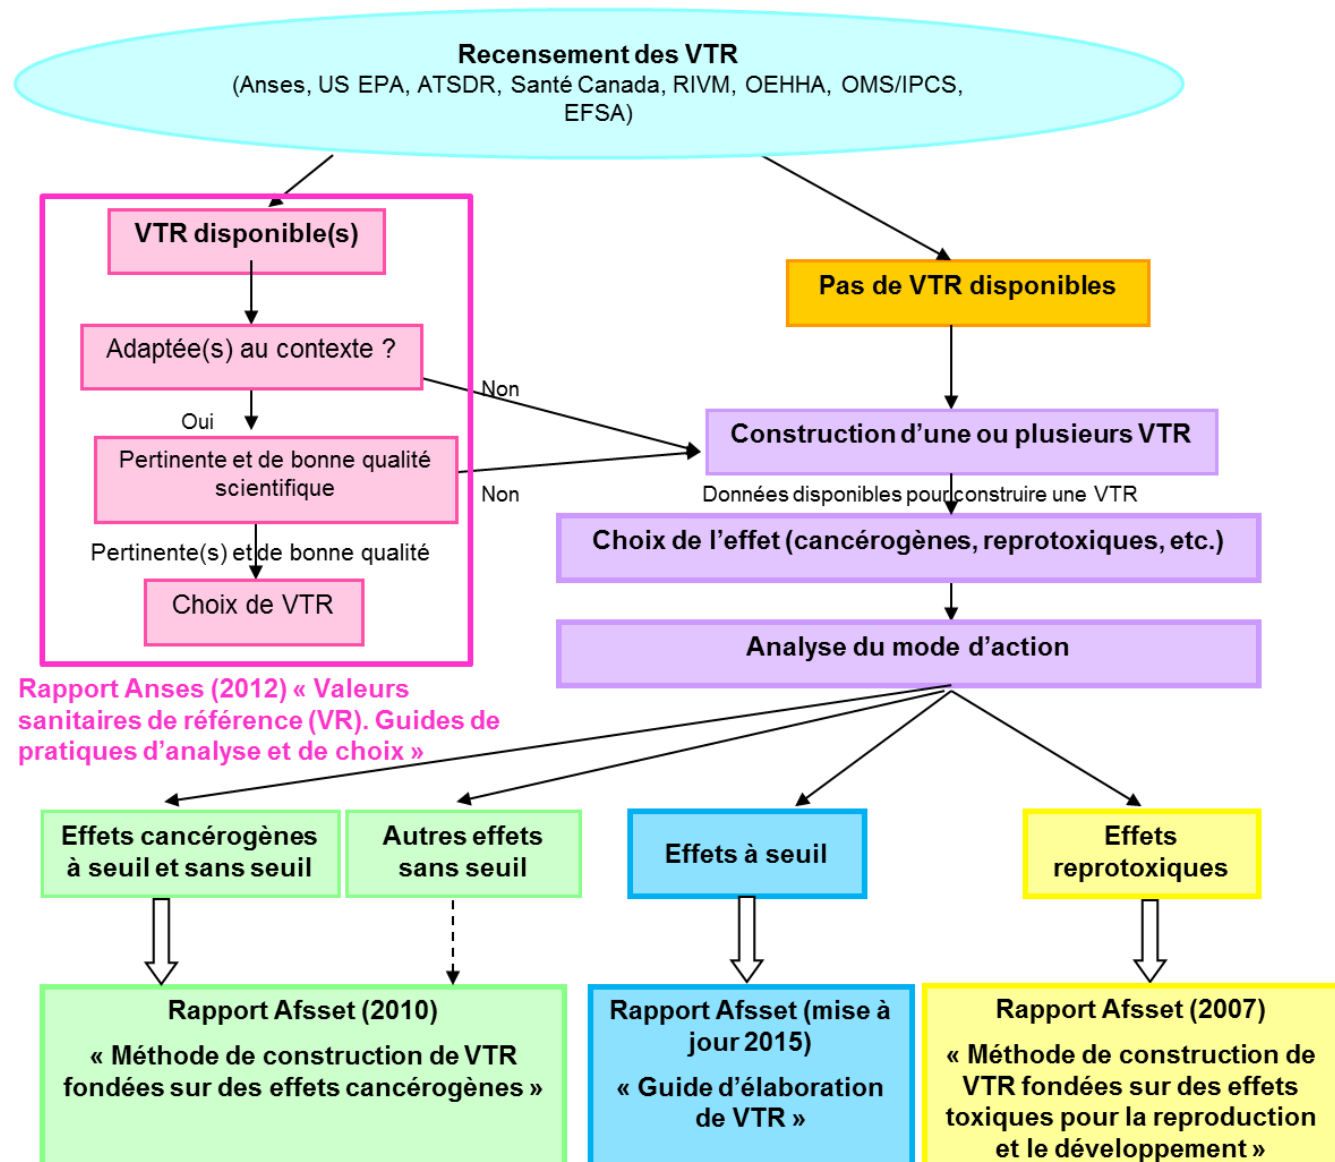 Recensement des VTR
(Anses, US EPA, ATSDR, Santé Canada, RIVM, OEHHA, OMS/IPCS,
EFSA)
VTR disponible(s)
Pas de VTR disponibles
Adaptée(s) au contexte ?
Non
Oui
Construction d’une ou plusieurs VTR
Pertinente et de bonne qualité
scientifique
Non
Données disponibles pour construire une VTR
Choix de l’effet (cancérogènes, reprotoxiques, etc.)
Pertinente(s) et de bonne qualité
Choix de VTR
Analyse du mode d’action
Rapport Anses (2012) « Valeurs
sanitaires de référence (VR). Guides de
pratiques d’analyse et de choix »
Effets cancérogènes
à seuil et sans seuil
Autres effets
sans seuil
Effets à seuil
Effets
reprotoxiques
Rapport Afsset (2010)
« Méthode de construction de VTR
fondées sur des effets cancérogènes »
Rapport Afsset (mise à
jour 2015)
« Guide d’élaboration
de VTR »
Rapport Afsset (2007)
« Méthode de construction de
VTR fondées sur des effets
toxiques pour la reproduction
et le développement »